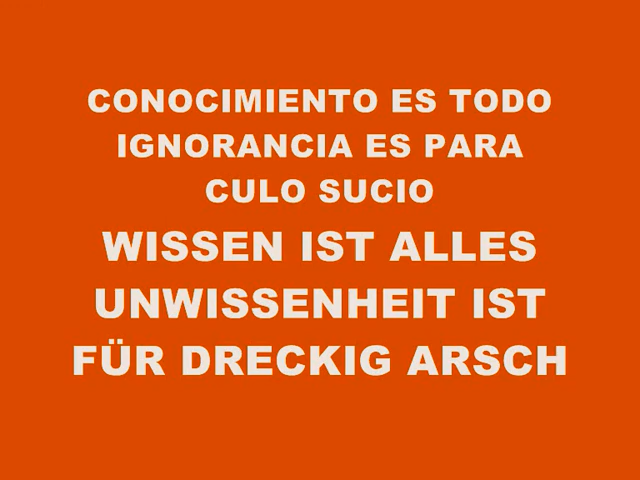 CONOCIMIENTO ES TODO
IGNORANCIA ES PARA
CULO SUCIO
WISSEN IST ALLES
UNWISSENHEIT IST
FÜR DRECKIG ARSCH